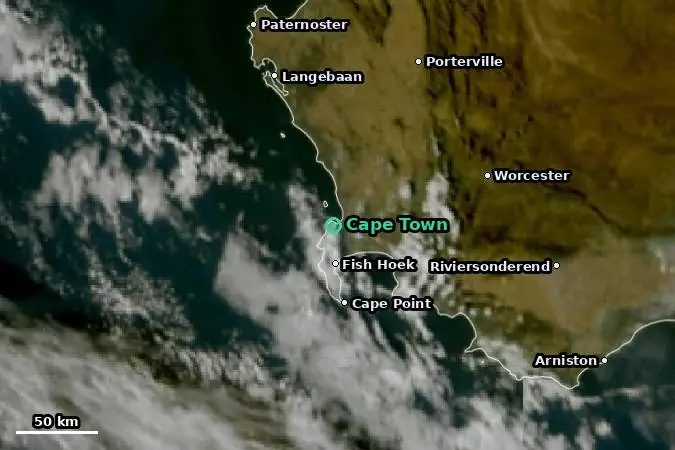 Paternoster
Porterville
Langebaan
Worcester
Cape Town
Fish Hoek
Riviersonderend
Cape Point
Arniston
50 km